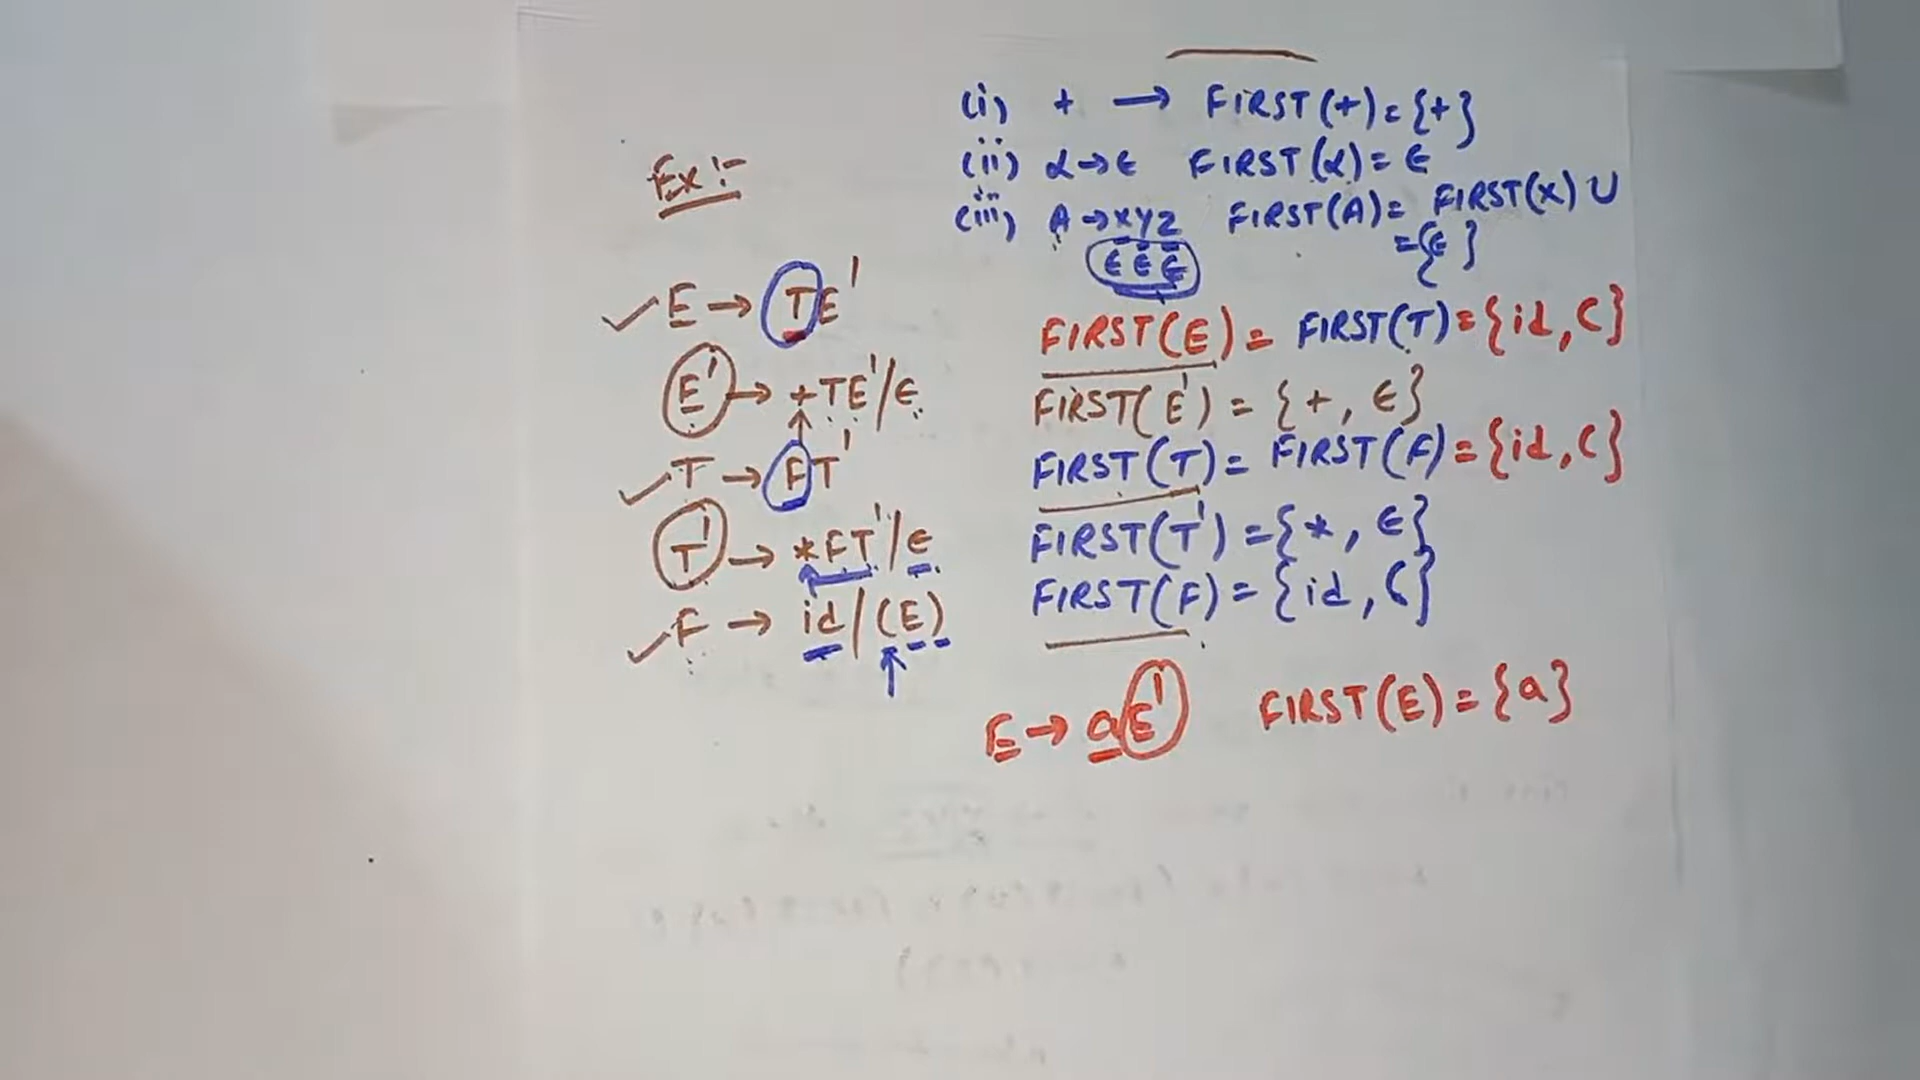 (i) + → FIRST(+) = {+}
(ii) α → ε FIRST(α) = ε
(iii) A → XYZ FIRST(A) = FIRST(X) ∪
= {ε}
ε ε ε
Ex :-
E → TE'
E' → +TE'/ε
T → FT'
T' → *FT'/ε
F → id/(E)
FIRST(E) = FIRST(T) = {id, (}
FIRST(E') = {+, ε}
FIRST(T) = FIRST(F) = {id, (}
FIRST(T') = {*, ε}
FIRST(F) = {id, (}
E → aE' FIRST(E) = {a}